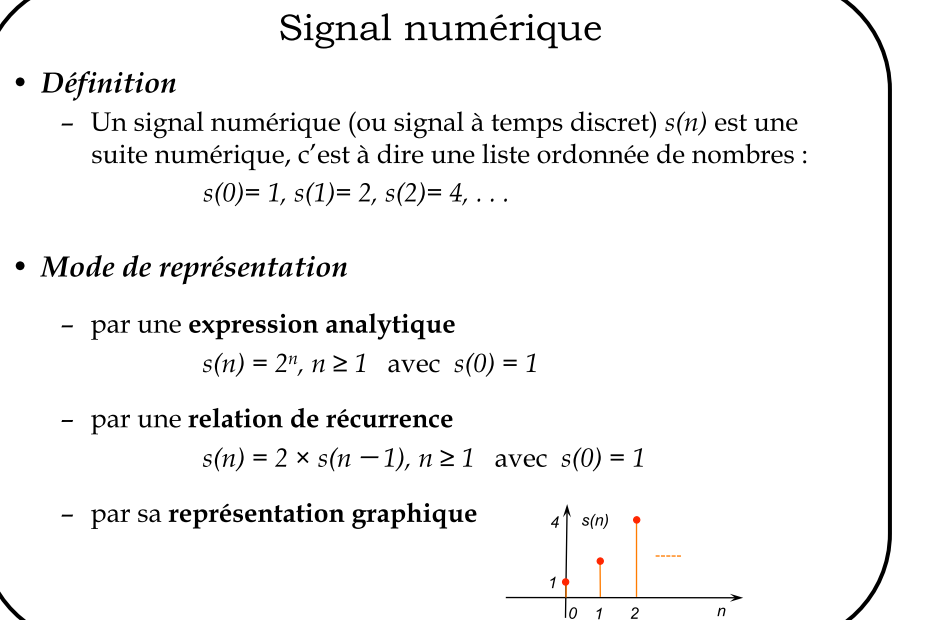 Signal numérique
• Définition
– Un signal numérique (ou signal à temps discret) s(n) est une
suite numérique, c’est à dire une liste ordonnée de nombres :
s(0)= 1, s(1)= 2, s(2)= 4, . . .
• Mode de représentation
– par une expression analytique
s(n) = 2ⁿ, n ≥ 1 avec s(0) = 1
– par une relation de récurrence
s(n) = 2 × s(n − 1), n ≥ 1 avec s(0) = 1
– par sa représentation graphique
4 s(n)
1
0 1 2 n